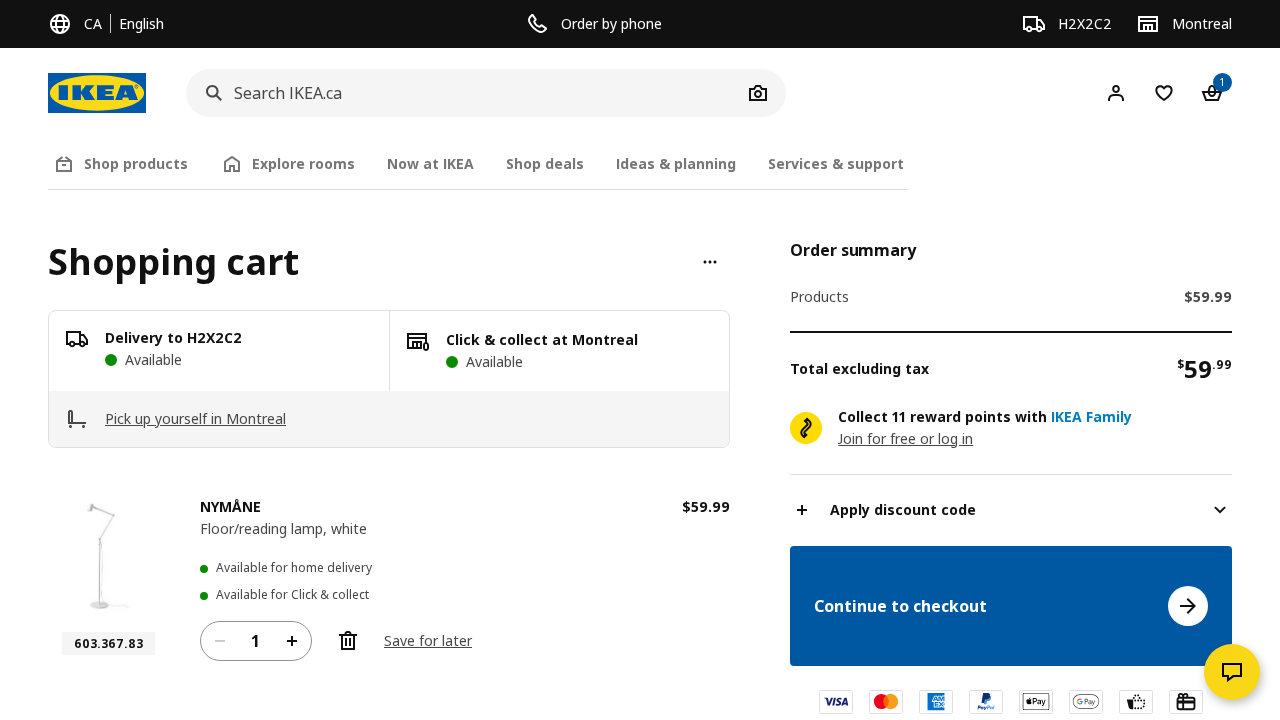 CA English
Order by phone
H2X2C2
Montreal
IKEA
Search IKEA.ca
1
Shop products
Explore rooms
Now at IKEA
Shop deals
Ideas & planning
Services & support
Shopping cart
Delivery to H2X2C2
Available
Click & collect at Montreal
Available
Pick up yourself in Montreal
NYMÅNE
$59.99
Floor/reading lamp, white
Available for home delivery
Available for Click & collect
603.367.83
1
Save for later
Order summary
Products $59.99
Total excluding tax $59.99
Collect 11 reward points with IKEA Family
Join for free or log in
Apply discount code
Continue to checkout
VISA
AMEX
PayPal
Pay
G Pay